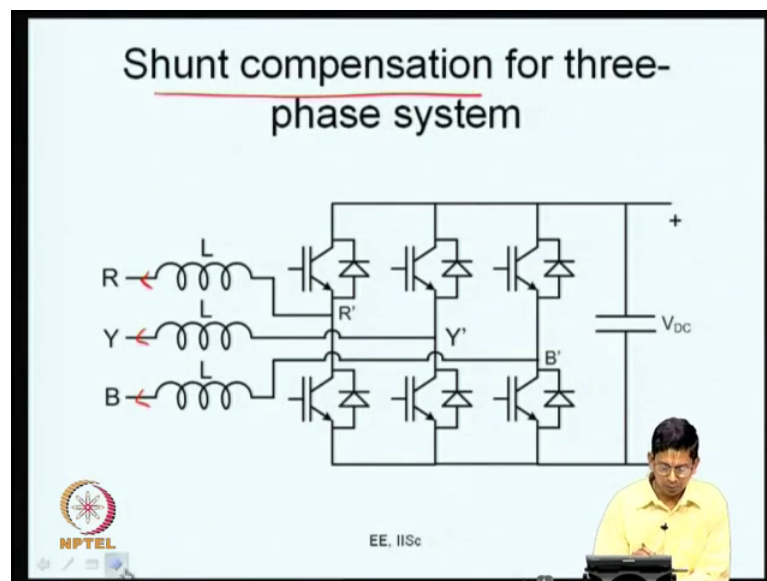 Shunt compensation for three-
phase system
L
R
L
Y
L
B
R'
Y'
B'
+
VDC
NPTEL
EE, IISc